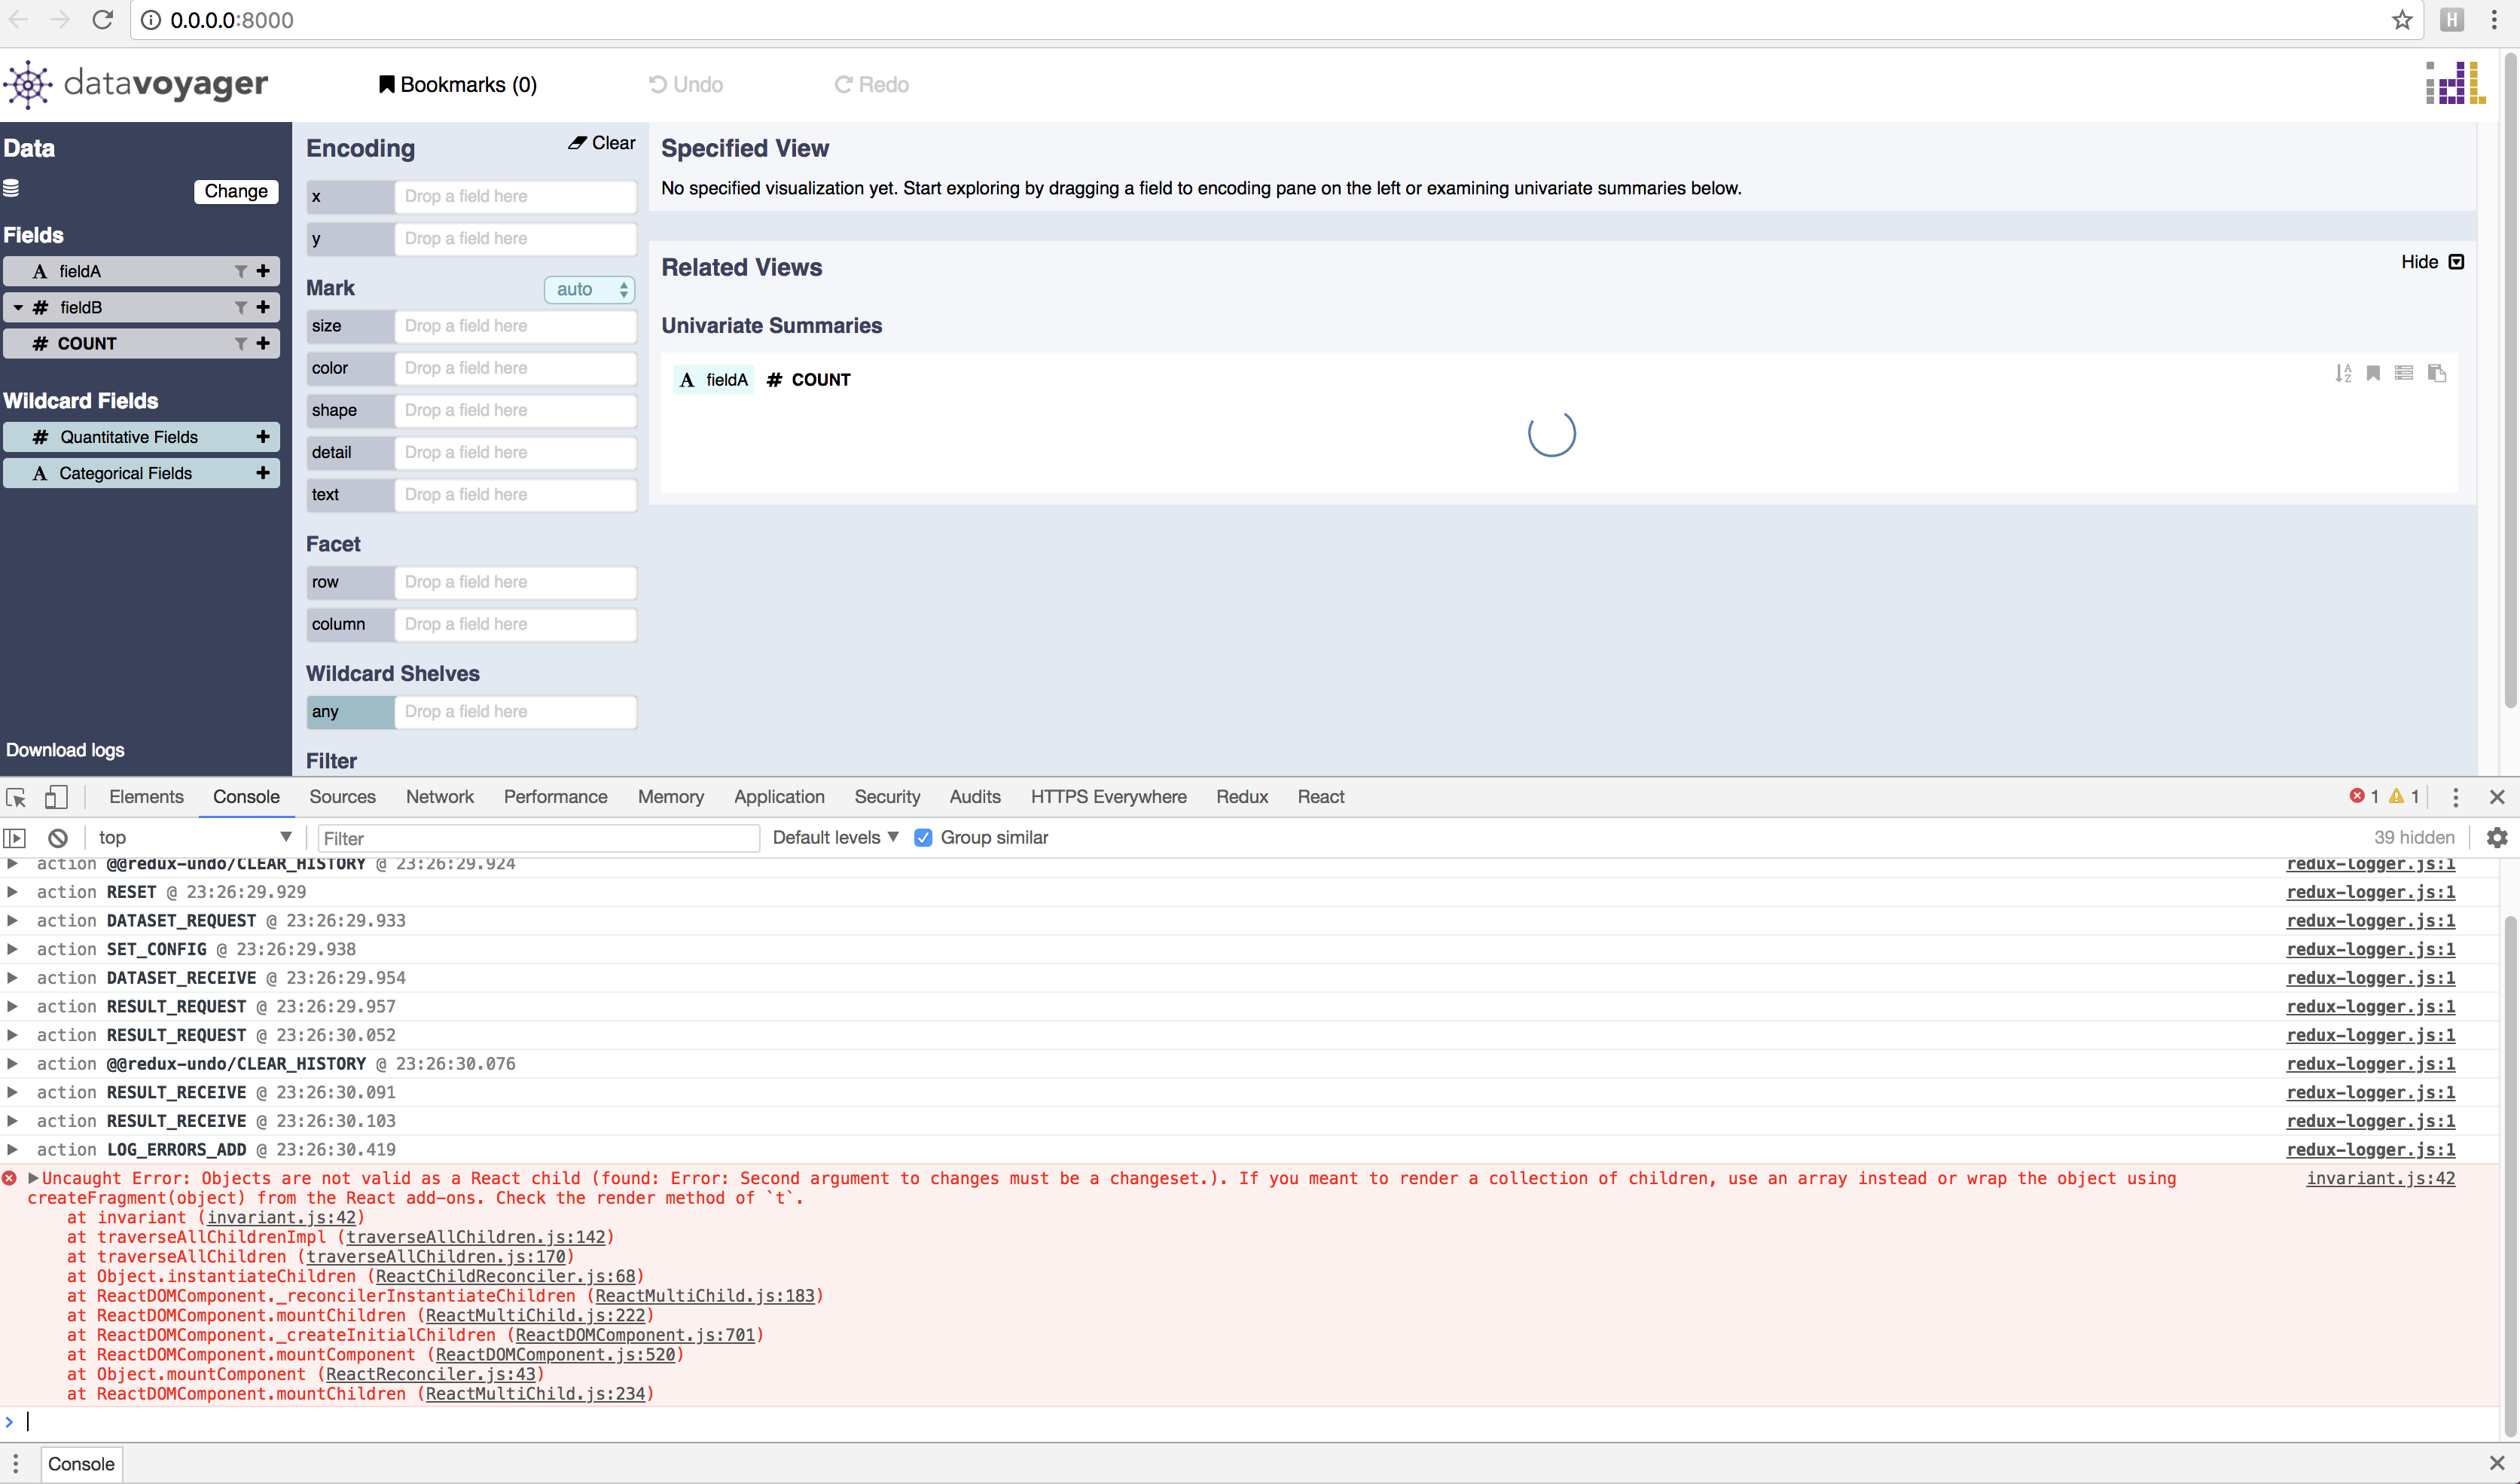 0.0.0.0:8000
H
datavoyager
Bookmarks (0)
Undo
Redo
idl
Data
Change
Fields
A fieldA
# fieldB
# COUNT
Wildcard Fields
# Quantitative Fields
A Categorical Fields
Download logs
Encoding
Clear
x Drop a field here
y Drop a field here
Mark
auto
size Drop a field here
color Drop a field here
shape Drop a field here
detail Drop a field here
text Drop a field here
Facet
row Drop a field here
column Drop a field here
Wildcard Shelves
any Drop a field here
Filter
Specified View
No specified visualization yet. Start exploring by dragging a field to encoding pane on the left or examining univariate summaries below.
Related Views
Hide
Univariate Summaries
A fieldA # COUNT
Elements Console Sources Network Performance Memory Application Security Audits HTTPS Everywhere Redux React 1 1
top Filter Default levels Group similar 39 hidden
action @@redux-undo/CLEAR_HISTORY @ 23:26:29.924 redux-logger.js:1
action RESET @ 23:26:29.929 redux-logger.js:1
action DATASET_REQUEST @ 23:26:29.933 redux-logger.js:1
action SET_CONFIG @ 23:26:29.938 redux-logger.js:1
action DATASET_RECEIVE @ 23:26:29.954 redux-logger.js:1
action RESULT_REQUEST @ 23:26:29.957 redux-logger.js:1
action RESULT_REQUEST @ 23:26:30.052 redux-logger.js:1
action @@redux-undo/CLEAR_HISTORY @ 23:26:30.076 redux-logger.js:1
action RESULT_RECEIVE @ 23:26:30.091 redux-logger.js:1
action RESULT_RECEIVE @ 23:26:30.103 redux-logger.js:1
action LOG_ERRORS_ADD @ 23:26:30.419 redux-logger.js:1
Uncaught Error: Objects are not valid as a React child (found: Error: Second argument to changes must be a changeset.). If you meant to render a collection of children, use an array instead or wrap the object using invariant.js:42
createFragment(object) from the React add-ons. Check the render method of `t`.
at invariant (invariant.js:42)
at traverseAllChildrenImpl (traverseAllChildren.js:142)
at traverseAllChildren (traverseAllChildren.js:170)
at Object.instantiateChildren (ReactChildReconciler.js:68)
at ReactDOMComponent._reconcilerInstantiateChildren (ReactMultiChild.js:183)
at ReactDOMComponent.mountChildren (ReactMultiChild.js:222)
at ReactDOMComponent._createInitialChildren (ReactDOMComponent.js:701)
at ReactDOMComponent.mountComponent (ReactDOMComponent.js:520)
at Object.mountComponent (ReactReconciler.js:43)
at ReactDOMComponent.mountChildren (ReactMultiChild.js:234)
Console